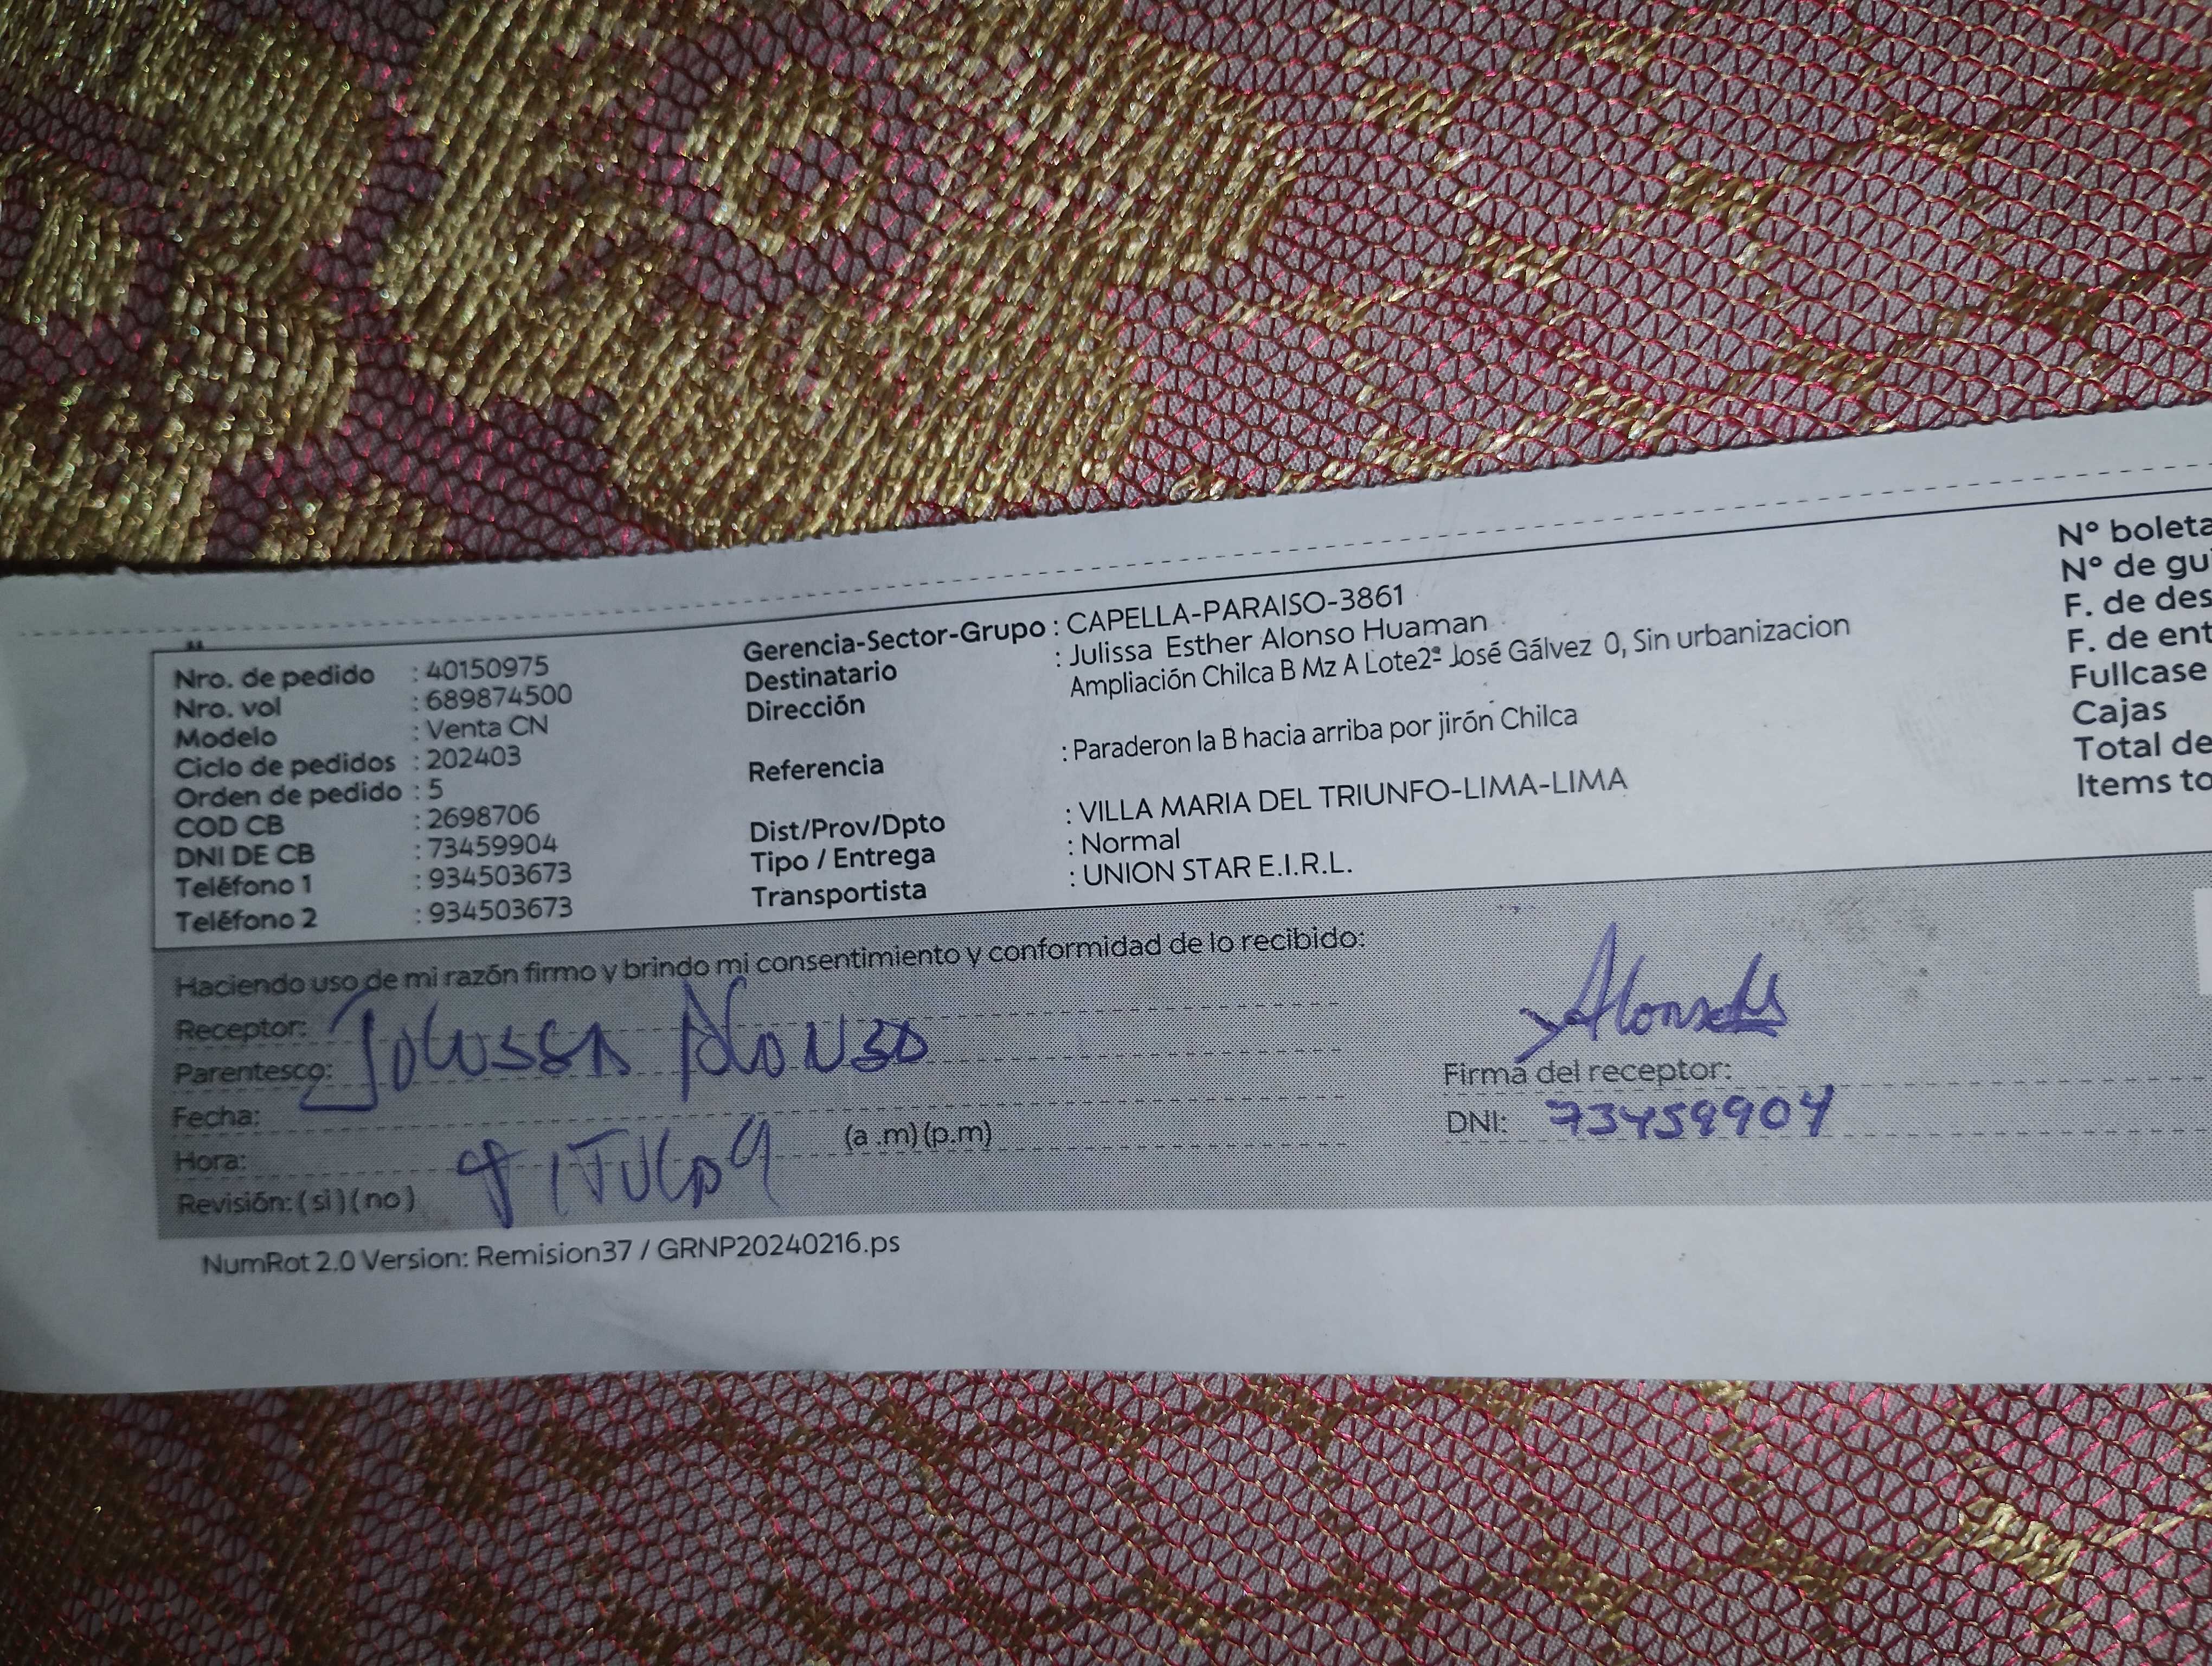 Nro. de pedido : 40150975
Nro. vol : 689874500
Modelo : Venta CN
Ciclo de pedidos : 202403
Orden de pedido : 5
COD CB : 2698706
DNI DE CB : 73459904
Teléfono 1 : 934503673
Teléfono 2 : 934503673
Gerencia-Sector-Grupo : CAPELLA-PARAISO-3861
Destinatario : Julissa Esther Alonso Huaman
Dirección Ampliación Chilca B Mz A Lote2ª José Gálvez 0, Sin urbanizacion
Referencia : Paraderon la B hacia arriba por jirón Chilca
Dist/Prov/Dpto : VILLA MARIA DEL TRIUNFO-LIMA-LIMA
Tipo / Entrega : Normal
Transportista : UNION STAR E.I.R.L.
N° boleta
N° de gu
F. de des
F. de ent
Fullcase
Cajas
Total de
Items to
Haciendo uso de mi razón firmo y brindo mi consentimiento y conformidad de lo recibido:
Receptor:
Parentesco:
Fecha:
Hora: (a .m)(p.m)
Revisión: (si)(no)
Firma del receptor:
DNI: 73459904
NumRot 2.0 Version: Remision37 / GRNP20240216.ps